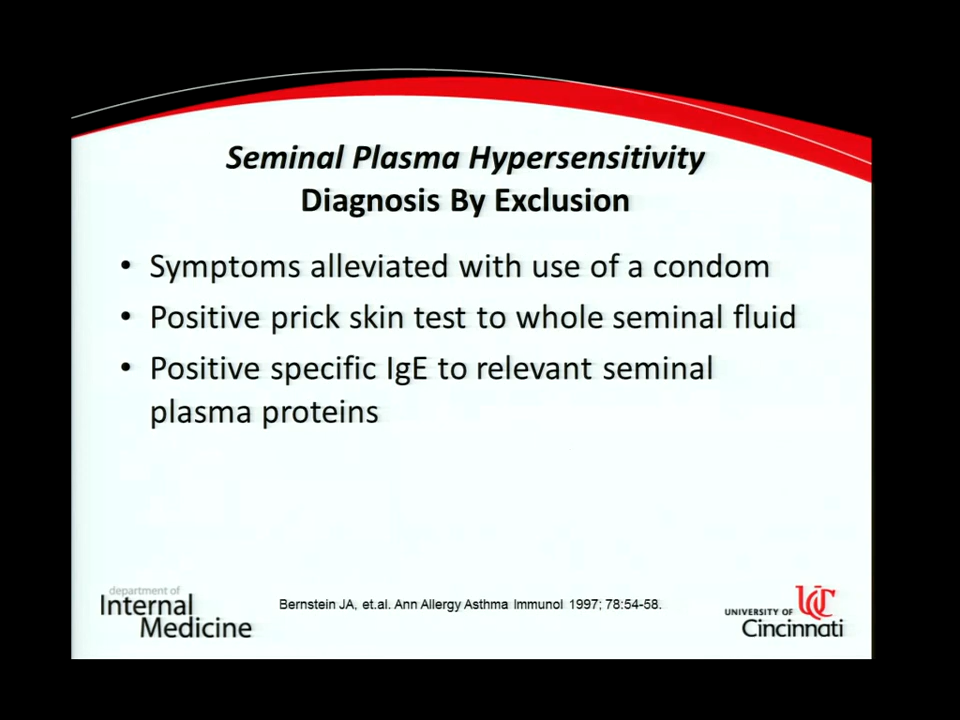 Seminal Plasma Hypersensitivity
Diagnosis By Exclusion
• Symptoms alleviated with use of a condom
• Positive prick skin test to whole seminal fluid
• Positive specific IgE to relevant seminal
plasma proteins
department of
Internal
Medicine
Bernstein JA, et.al. Ann Allergy Asthma Immunol 1997; 78:54-58.
UC
UNIVERSITY OF
Cincinnati